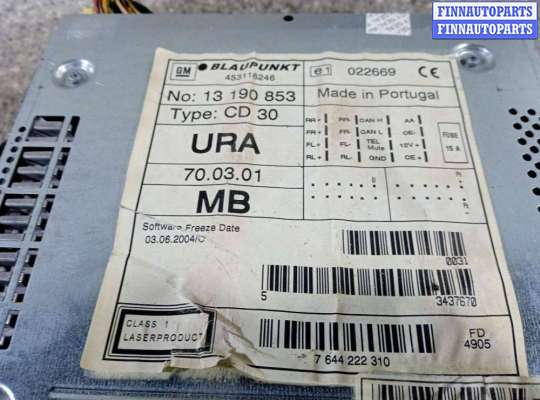 FINNAUTOPARTS
FINNAUTOPARTS
GM BLAUPUNKT
453116246
e1 022669 CE
No: 13 190 853
Made in Portugal
Type: CD 30
RR+ RR- CAN H AA
FR+ FR- CAN L OE-
FL+ FL- TEL Mute 12V+
RL+ RL- GND CE+
FUSE
15 A
URA
70.03.01
MB
Software Freeze Date
03.06.2004/C
0031
5 3437670
CLASS 1
LASERPRODUCT
7 644 222 310
FD
4905